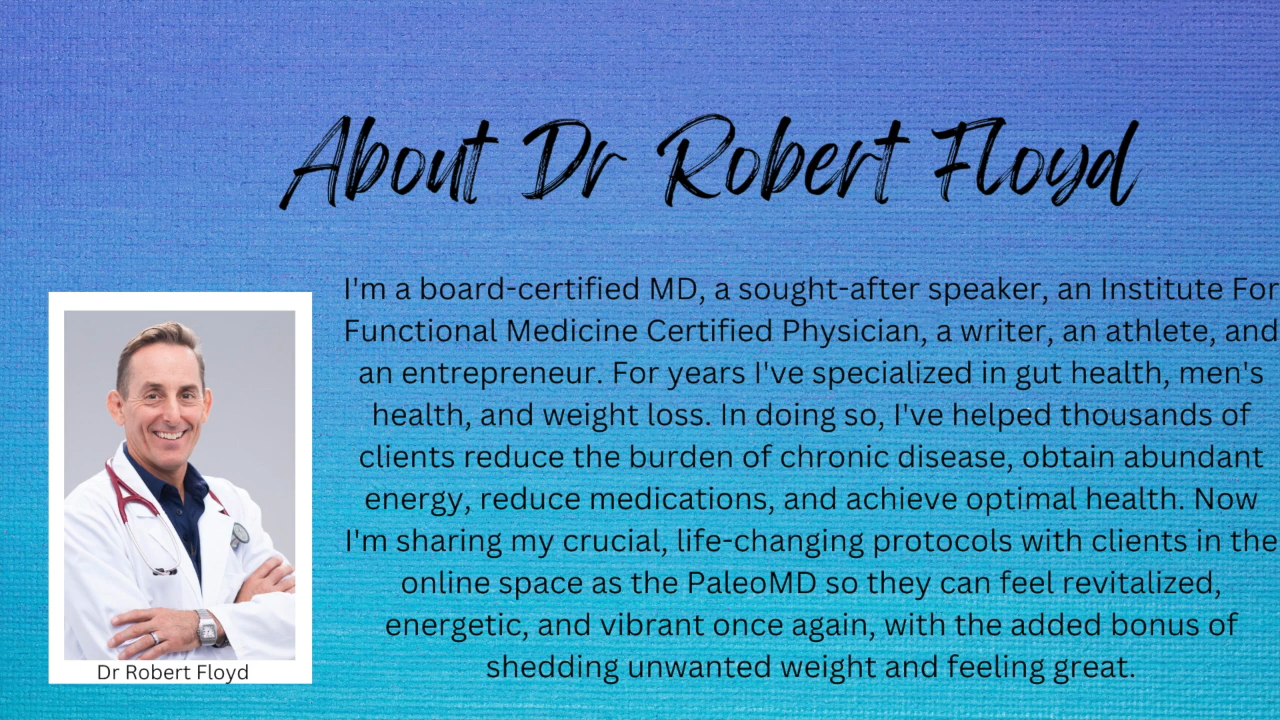 About Dr Robert Floyd
I'm a board-certified MD, a sought-after speaker, an Institute For
Functional Medicine Certified Physician, a writer, an athlete, and
an entrepreneur. For years I've specialized in gut health, men's
health, and weight loss. In doing so, I've helped thousands of
clients reduce the burden of chronic disease, obtain abundant
energy, reduce medications, and achieve optimal health. Now
I'm sharing my crucial, life-changing protocols with clients in the
online space as the PaleoMD so they can feel revitalized,
energetic, and vibrant once again, with the added bonus of
shedding unwanted weight and feeling great.
Dr Robert Floyd